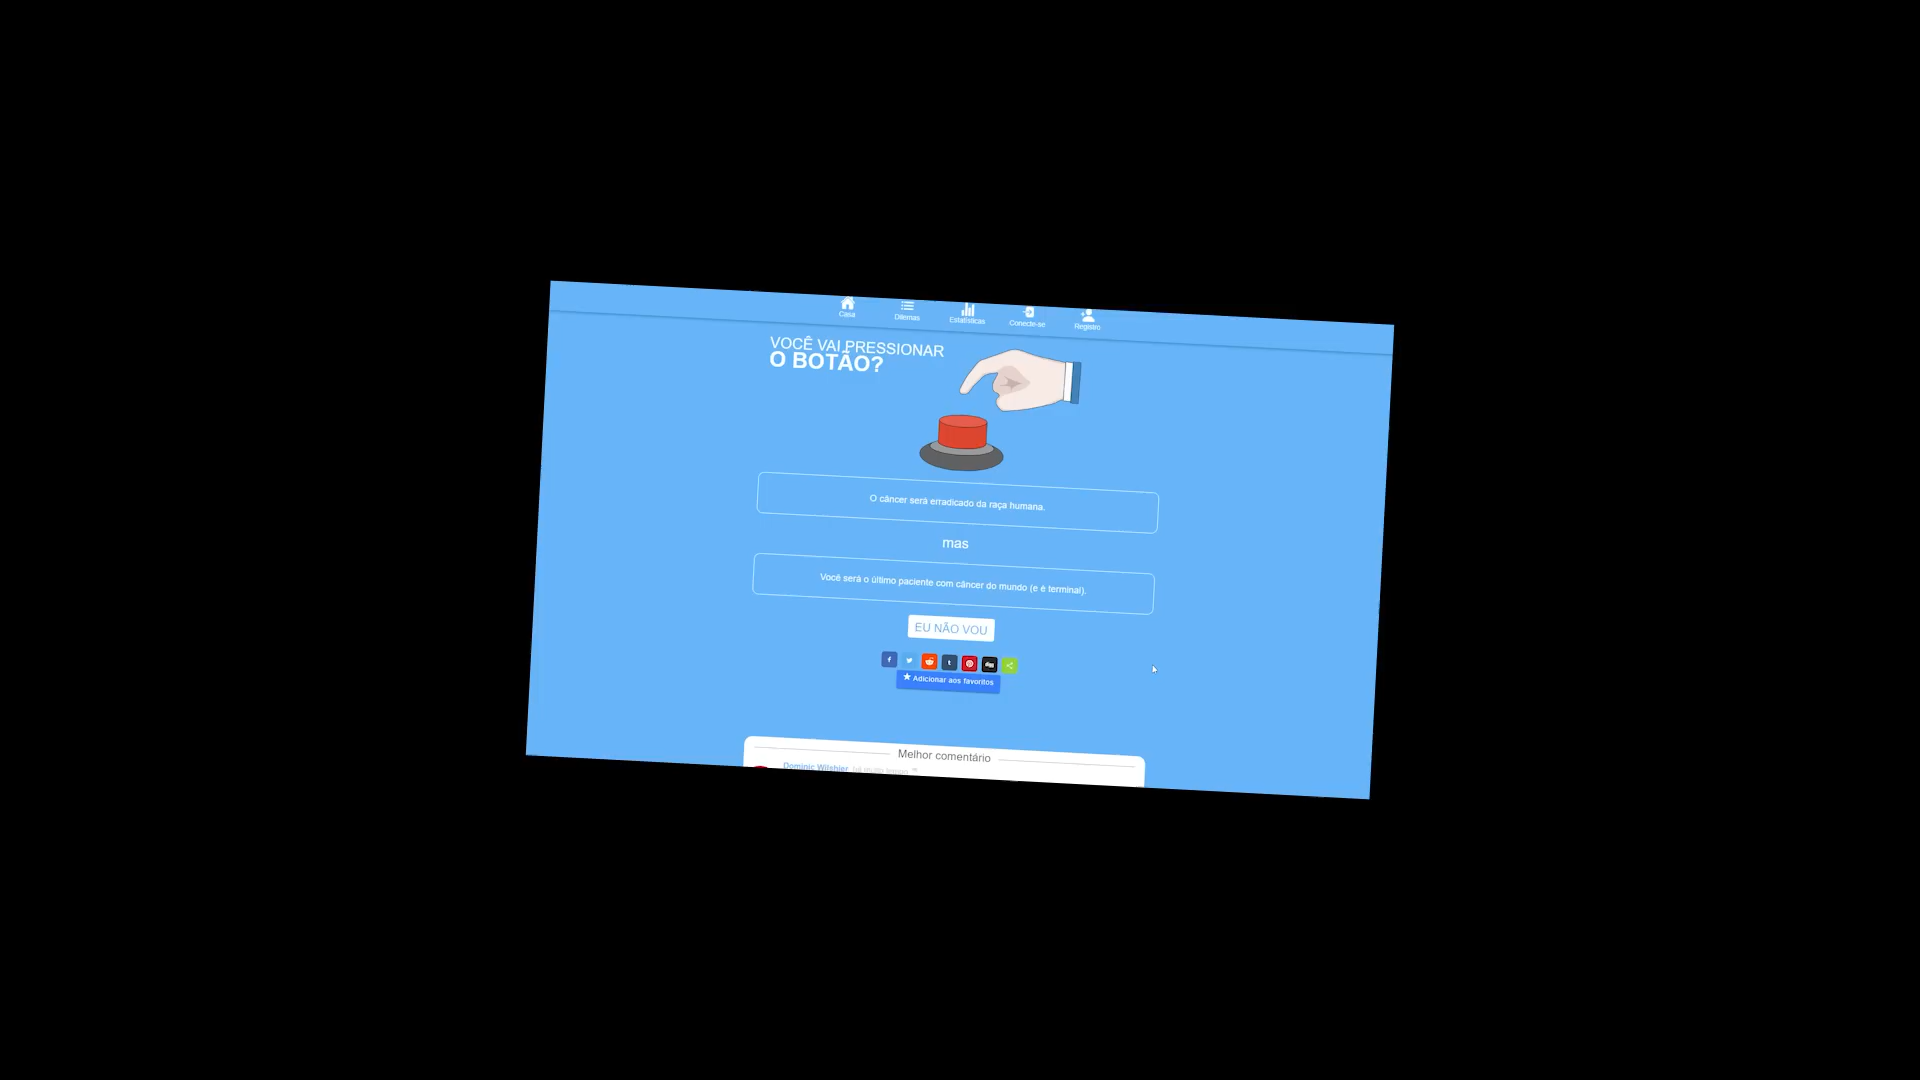 Casa
Dilemas
Estatísticas
Conecte-se
Registro
VOCÊ VAI PRESSIONAR
O BOTÃO?
O câncer será erradicado da raça humana.
mas
Você será o último paciente com câncer do mundo (e é terminal).
EU NÃO VOU
Adicionar aos favoritos
Melhor comentário
Dominic Wilshier